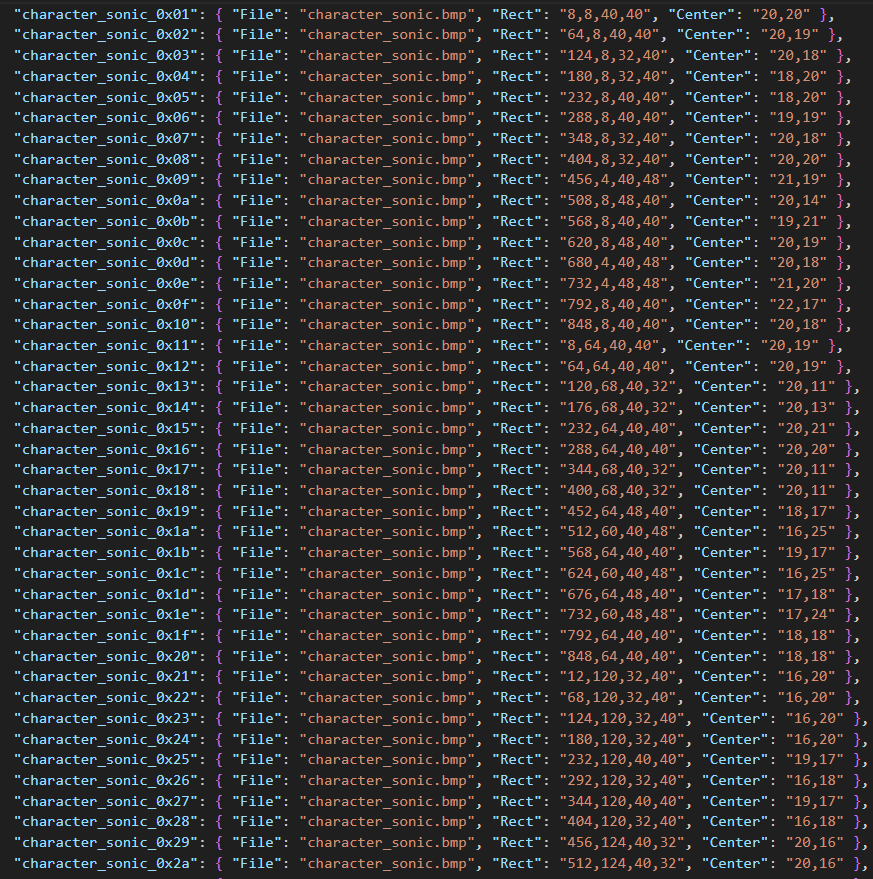 "character_sonic_0x01": { "File": "character_sonic.bmp", "Rect": "8,8,40,40", "Center": "20,20" },
"character_sonic_0x02": { "File": "character_sonic.bmp", "Rect": "64,8,40,40", "Center": "20,19" },
"character_sonic_0x03": { "File": "character_sonic.bmp", "Rect": "124,8,32,40", "Center": "20,18" },
"character_sonic_0x04": { "File": "character_sonic.bmp", "Rect": "180,8,32,40", "Center": "18,20" },
"character_sonic_0x05": { "File": "character_sonic.bmp", "Rect": "232,8,40,40", "Center": "18,20" },
"character_sonic_0x06": { "File": "character_sonic.bmp", "Rect": "288,8,40,40", "Center": "19,19" },
"character_sonic_0x07": { "File": "character_sonic.bmp", "Rect": "348,8,32,40", "Center": "20,18" },
"character_sonic_0x08": { "File": "character_sonic.bmp", "Rect": "404,8,32,40", "Center": "20,20" },
"character_sonic_0x09": { "File": "character_sonic.bmp", "Rect": "456,4,40,48", "Center": "21,19" },
"character_sonic_0x0a": { "File": "character_sonic.bmp", "Rect": "508,8,48,40", "Center": "20,14" },
"character_sonic_0x0b": { "File": "character_sonic.bmp", "Rect": "568,8,40,40", "Center": "19,21" },
"character_sonic_0x0c": { "File": "character_sonic.bmp", "Rect": "620,8,48,40", "Center": "20,19" },
"character_sonic_0x0d": { "File": "character_sonic.bmp", "Rect": "680,4,40,48", "Center": "20,18" },
"character_sonic_0x0e": { "File": "character_sonic.bmp", "Rect": "732,4,48,48", "Center": "21,20" },
"character_sonic_0x0f": { "File": "character_sonic.bmp", "Rect": "792,8,40,40", "Center": "22,17" },
"character_sonic_0x10": { "File": "character_sonic.bmp", "Rect": "848,8,40,40", "Center": "20,18" },
"character_sonic_0x11": { "File": "character_sonic.bmp", "Rect": "8,64,40,40", "Center": "20,19" },
"character_sonic_0x12": { "File": "character_sonic.bmp", "Rect": "64,64,40,40", "Center": "20,19" },
"character_sonic_0x13": { "File": "character_sonic.bmp", "Rect": "120,68,40,32", "Center": "20,11" },
"character_sonic_0x14": { "File": "character_sonic.bmp", "Rect": "176,68,40,32", "Center": "20,13" },
"character_sonic_0x15": { "File": "character_sonic.bmp", "Rect": "232,64,40,40", "Center": "20,21" },
"character_sonic_0x16": { "File": "character_sonic.bmp", "Rect": "288,64,40,40", "Center": "20,20" },
"character_sonic_0x17": { "File": "character_sonic.bmp", "Rect": "344,68,40,32", "Center": "20,11" },
"character_sonic_0x18": { "File": "character_sonic.bmp", "Rect": "400,68,40,32", "Center": "20,11" },
"character_sonic_0x19": { "File": "character_sonic.bmp", "Rect": "452,64,48,40", "Center": "18,17" },
"character_sonic_0x1a": { "File": "character_sonic.bmp", "Rect": "512,60,40,48", "Center": "16,25" },
"character_sonic_0x1b": { "File": "character_sonic.bmp", "Rect": "568,64,40,40", "Center": "19,17" },
"character_sonic_0x1c": { "File": "character_sonic.bmp", "Rect": "624,60,40,48", "Center": "16,25" },
"character_sonic_0x1d": { "File": "character_sonic.bmp", "Rect": "676,64,48,40", "Center": "17,18" },
"character_sonic_0x1e": { "File": "character_sonic.bmp", "Rect": "732,60,48,48", "Center": "17,24" },
"character_sonic_0x1f": { "File": "character_sonic.bmp", "Rect": "792,64,40,40", "Center": "18,18" },
"character_sonic_0x20": { "File": "character_sonic.bmp", "Rect": "848,64,40,40", "Center": "18,18" },
"character_sonic_0x21": { "File": "character_sonic.bmp", "Rect": "12,120,32,40", "Center": "16,20" },
"character_sonic_0x22": { "File": "character_sonic.bmp", "Rect": "68,120,32,40", "Center": "16,20" },
"character_sonic_0x23": { "File": "character_sonic.bmp", "Rect": "124,120,32,40", "Center": "16,20" },
"character_sonic_0x24": { "File": "character_sonic.bmp", "Rect": "180,120,32,40", "Center": "16,20" },
"character_sonic_0x25": { "File": "character_sonic.bmp", "Rect": "232,120,40,40", "Center": "19,17" },
"character_sonic_0x26": { "File": "character_sonic.bmp", "Rect": "292,120,32,40", "Center": "16,18" },
"character_sonic_0x27": { "File": "character_sonic.bmp", "Rect": "344,120,40,40", "Center": "19,17" },
"character_sonic_0x28": { "File": "character_sonic.bmp", "Rect": "404,120,32,40", "Center": "16,18" },
"character_sonic_0x29": { "File": "character_sonic.bmp", "Rect": "456,124,40,32", "Center": "20,16" },
"character_sonic_0x2a": { "File": "character_sonic.bmp", "Rect": "512,124,40,32", "Center": "20,16" },